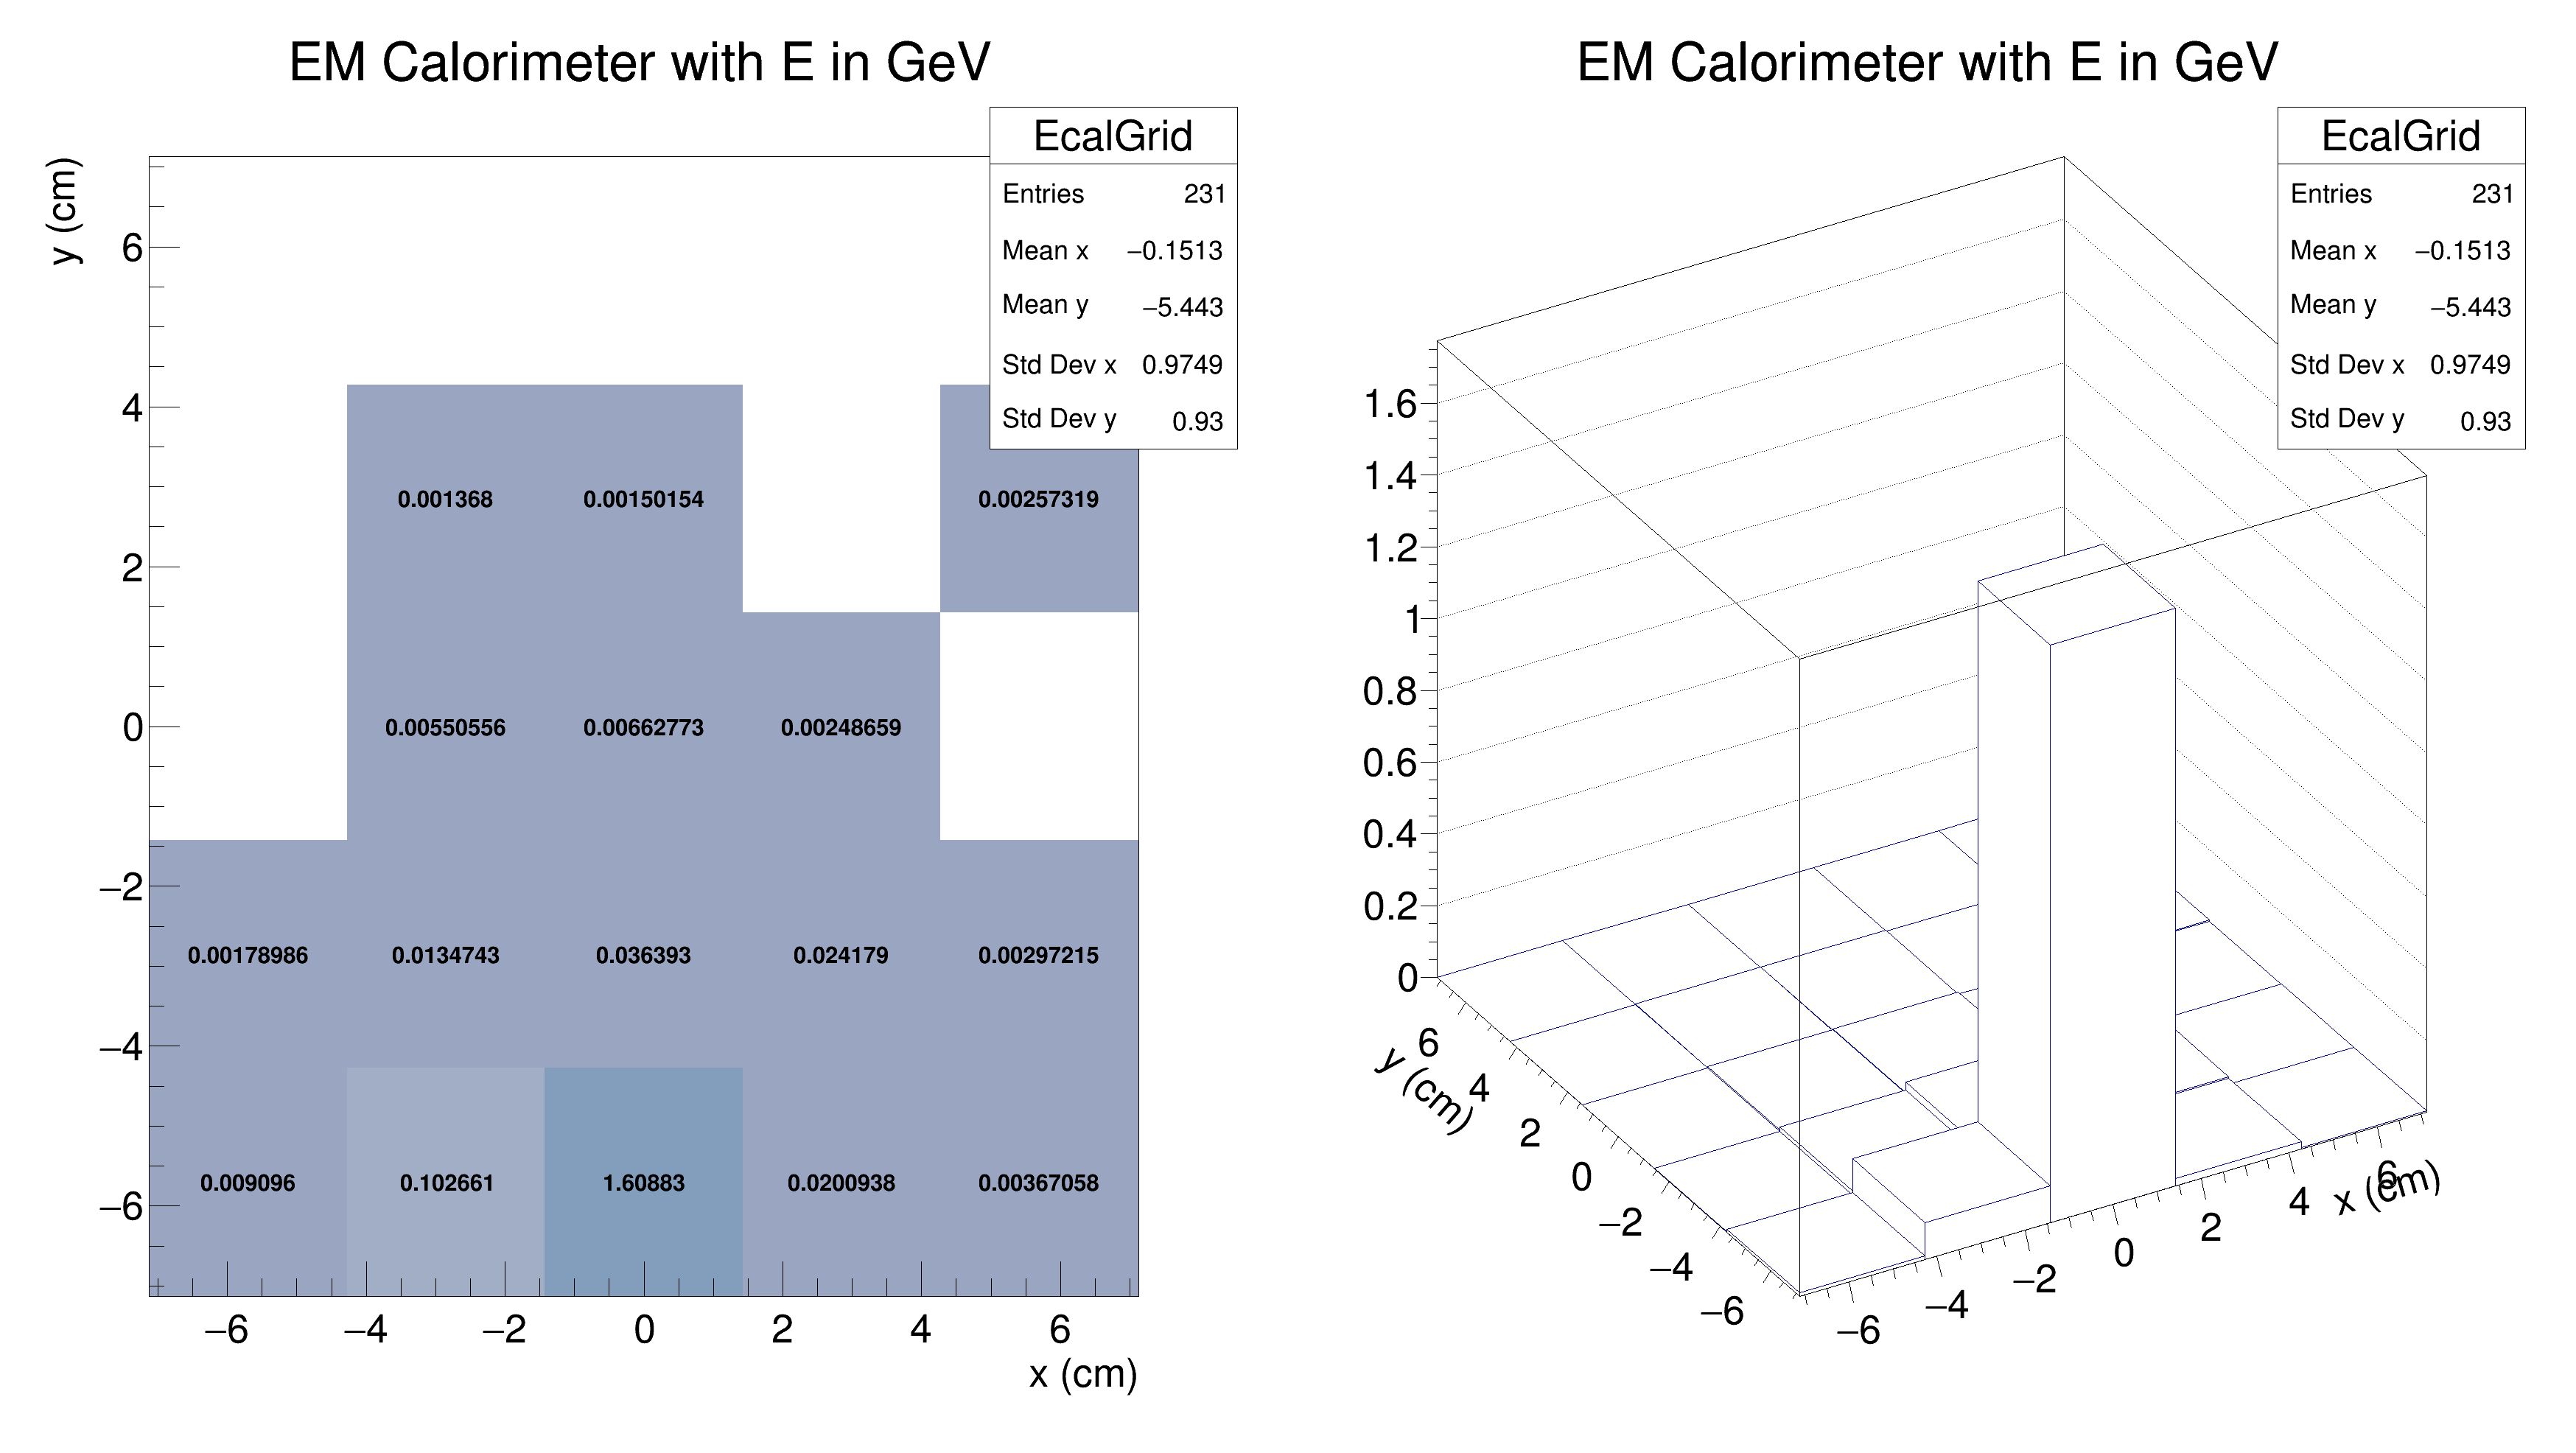 EM Calorimeter with E in GeV
EcalGrid
Entries 231
Mean x −0.1513
Mean y −5.443
Std Dev x 0.9749
Std Dev y 0.93
y (cm)
6
4
2
0
−2
−4
−6
0.001368 0.00150154 0.00257319
0.00550556 0.00662773 0.00248659
0.00178986 0.0134743 0.036393 0.024179 0.00297215
0.009096 0.102661 1.60883 0.0200938 0.00367058
−6 −4 −2 0 2 4 6
x (cm)
EM Calorimeter with E in GeV
EcalGrid
Entries 231
Mean x −0.1513
Mean y −5.443
Std Dev x 0.9749
Std Dev y 0.93
1.6
1.4
1.2
1
0.8
0.6
0.4
0.2
0
y (cm)
6
4
2
0
−2
−4
−6
−6 −4 −2 0 2 4 6
x (cm)